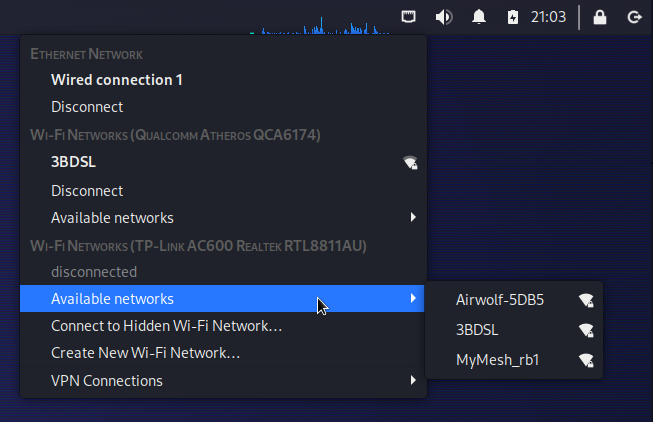 21:03
Ethernet Network
Wired connection 1
Disconnect
Wi-Fi Networks (Qualcomm Atheros QCA6174)
3BDSL
Disconnect
Available networks
Wi-Fi Networks (TP-Link AC600 Realtek RTL8811AU)
disconnected
Available networks
Airwolf-5DB5
3BDSL
MyMesh_rb1
Connect to Hidden Wi-Fi Network...
Create New Wi-Fi Network...
VPN Connections